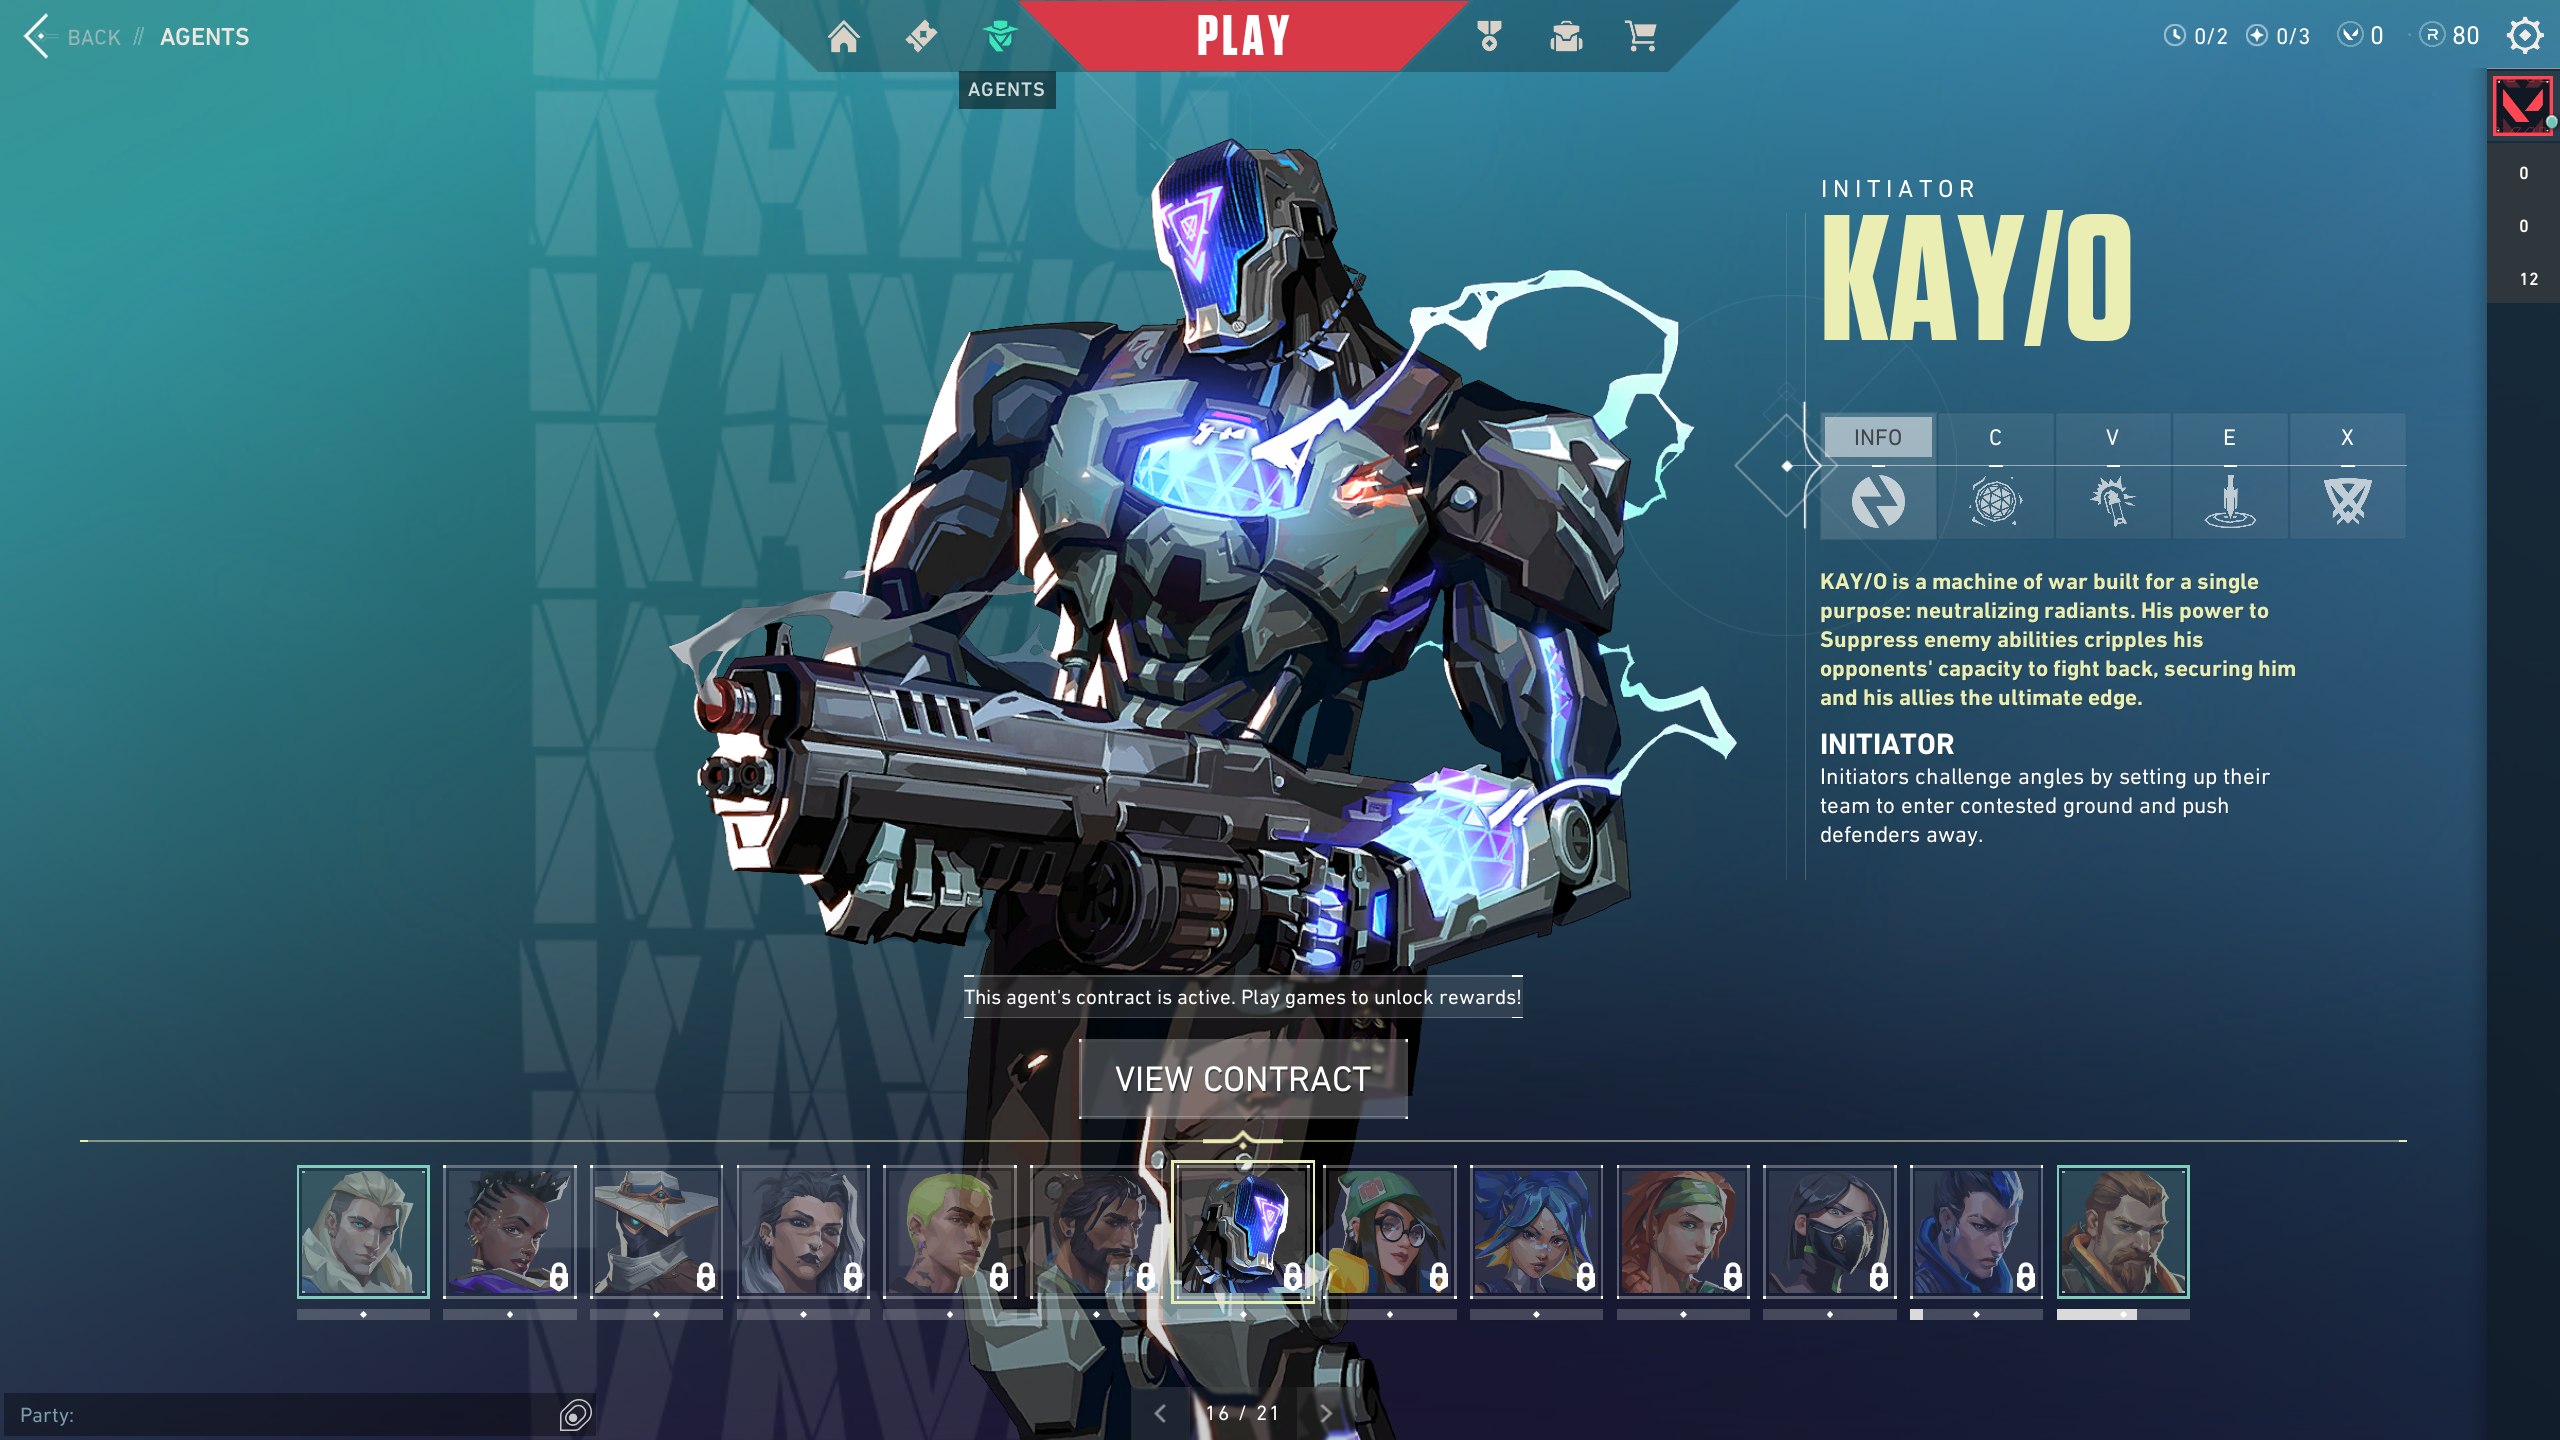 BACK // AGENTS
PLAY
0/2 0/3 0 R 80
AGENTS
0
0
12
INITIATOR
KAY/O
INFO C V E X
KAY/O is a machine of war built for a single
purpose: neutralizing radiants. His power to
Suppress enemy abilities cripples his
opponents' capacity to fight back, securing him
and his allies the ultimate edge.
INITIATOR
Initiators challenge angles by setting up their
team to enter contested ground and push
defenders away.
This agent's contract is active. Play games to unlock rewards!
VIEW CONTRACT
Party:
16 / 21